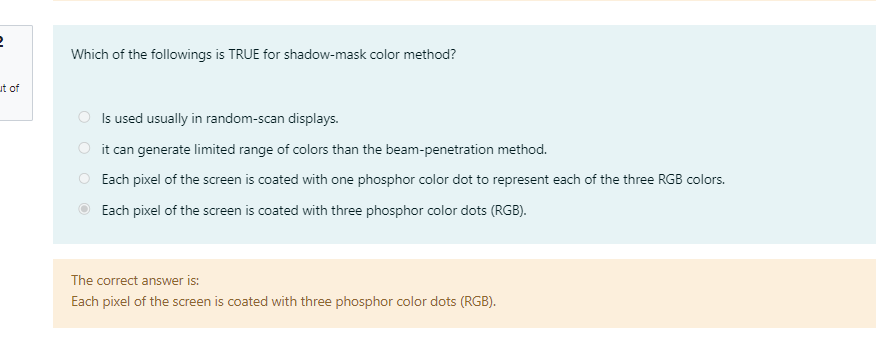 2
Which of the followings is TRUE for shadow-mask color method?
ut of
Is used usually in random-scan displays.
it can generate limited range of colors than the beam-penetration method.
Each pixel of the screen is coated with one phosphor color dot to represent each of the three RGB colors.
Each pixel of the screen is coated with three phosphor color dots (RGB).
The correct answer is:
Each pixel of the screen is coated with three phosphor color dots (RGB).